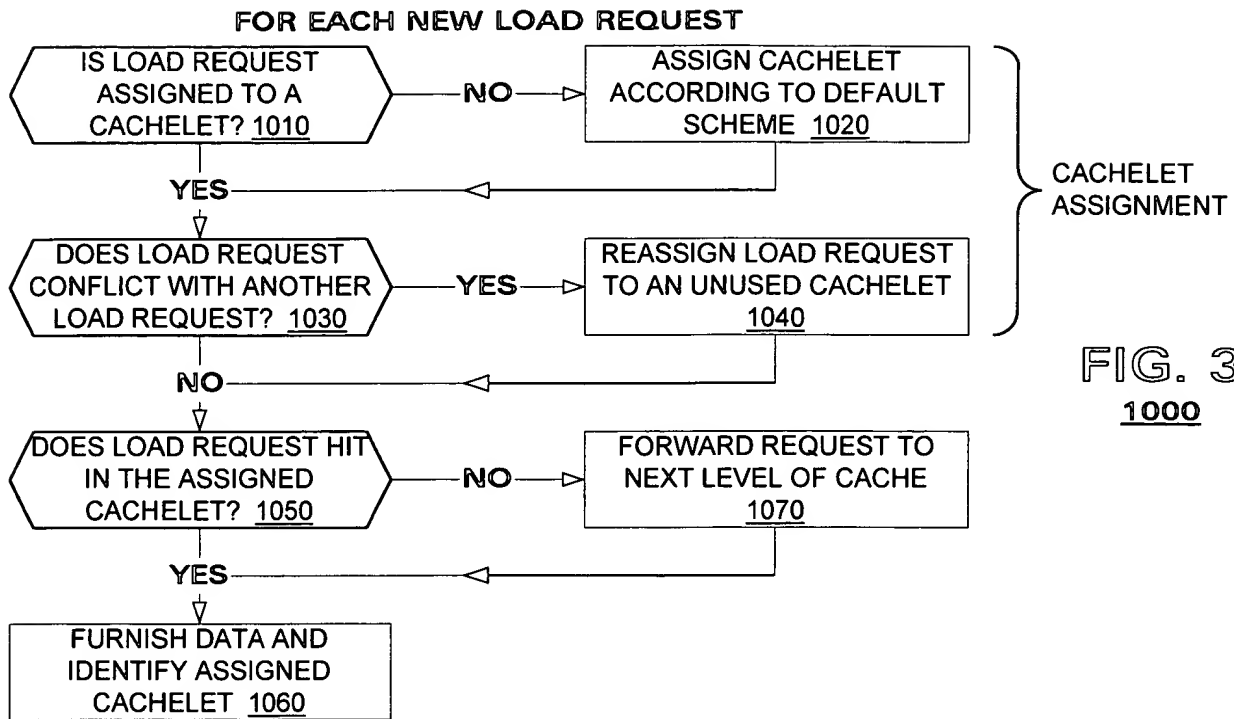 FOR EACH NEW LOAD REQUEST
IS LOAD REQUEST
ASSIGNED TO A
CACHELET? 1010
NO
ASSIGN CACHELET
ACCORDING TO DEFAULT
SCHEME 1020
YES
CACHELET
ASSIGNMENT
DOES LOAD REQUEST
CONFLICT WITH ANOTHER
LOAD REQUEST? 1030
YES
REASSIGN LOAD REQUEST
TO AN UNUSED CACHELET
1040
NO
FIG. 3
1000
DOES LOAD REQUEST HIT
IN THE ASSIGNED
CACHELET? 1050
NO
FORWARD REQUEST TO
NEXT LEVEL OF CACHE
1070
YES
FURNISH DATA AND
IDENTIFY ASSIGNED
CACHELET 1060